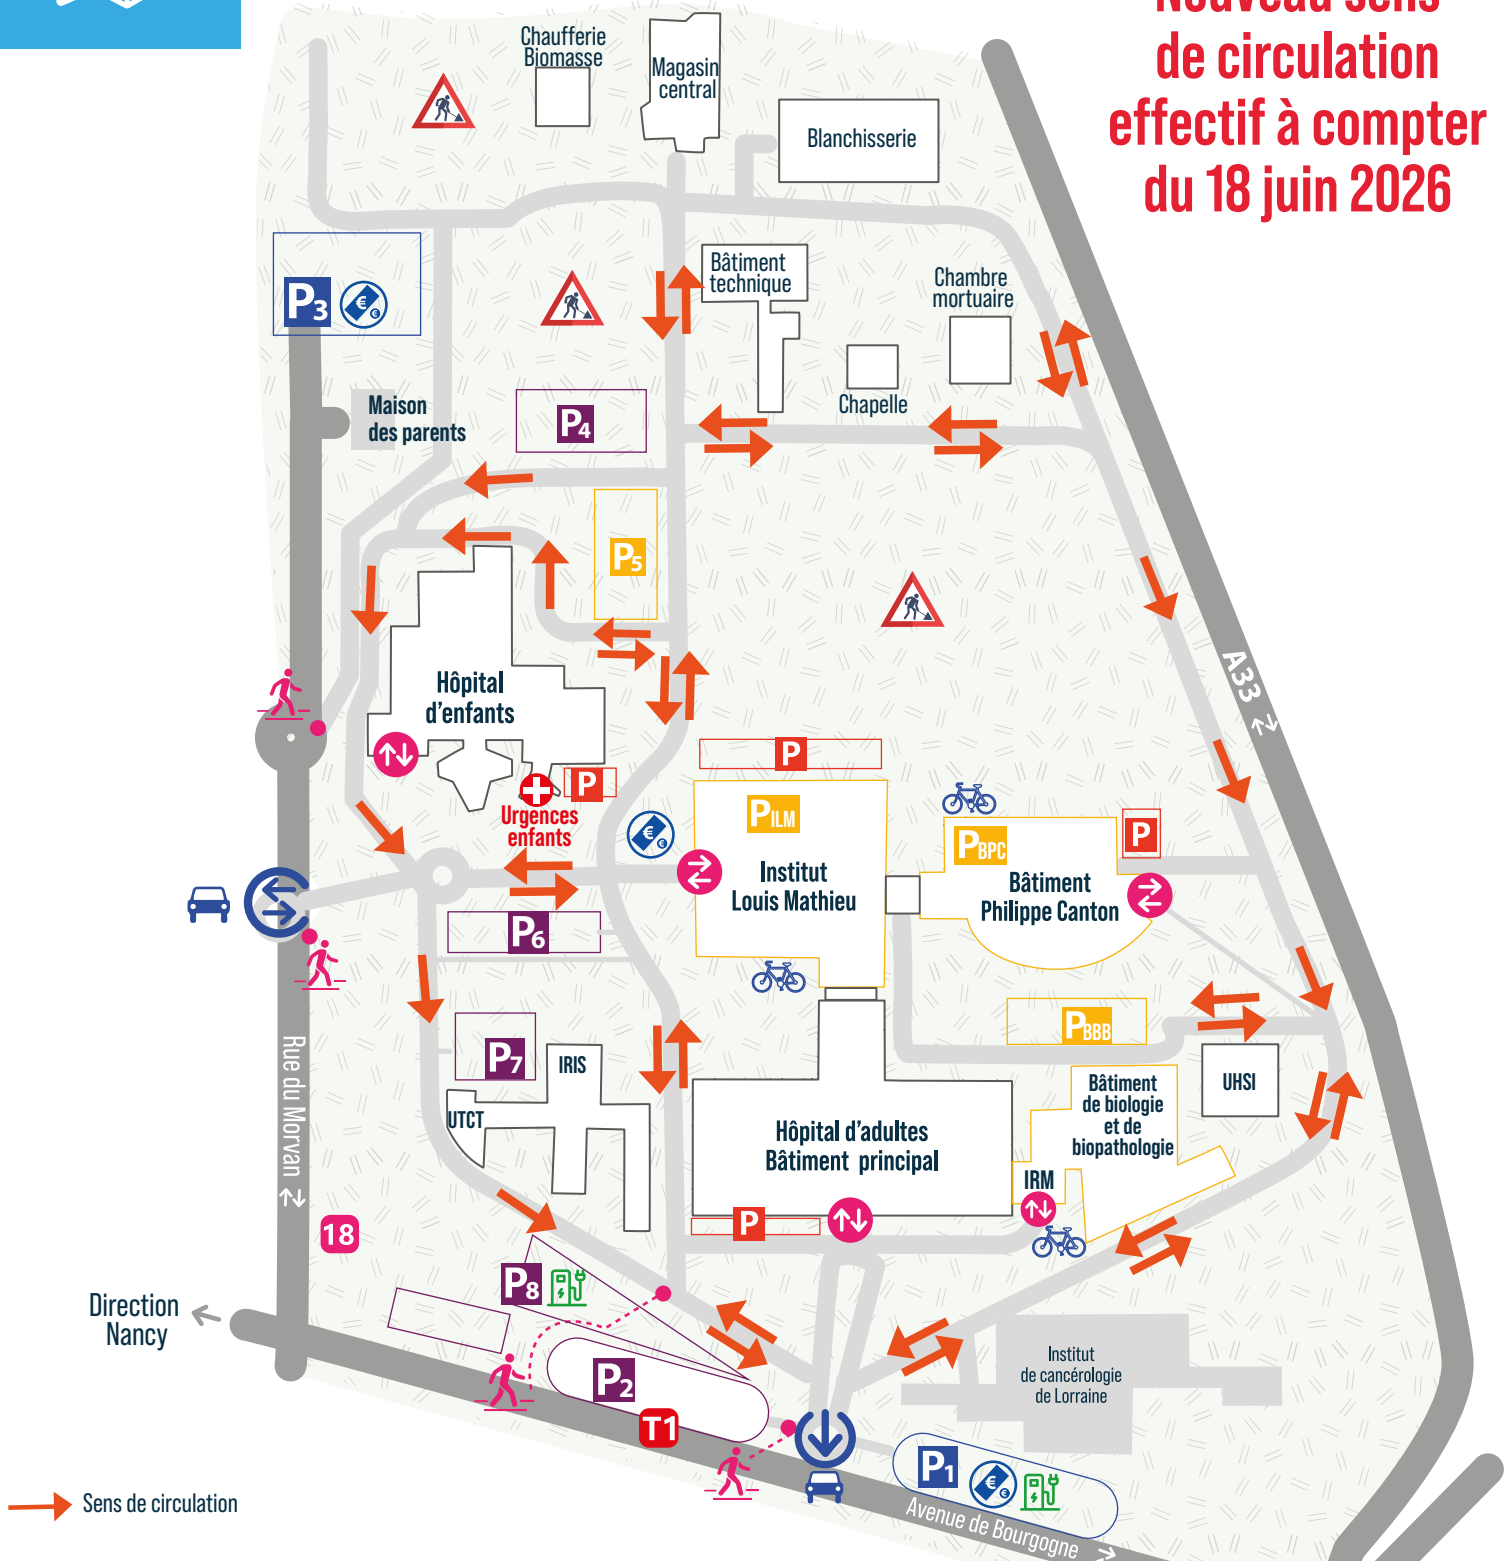 Nouveau sens
de circulation
effectif à compter
du 18 juin 2026
Chaufferie
Biomasse
Magasin
central
Blanchisserie
Bâtiment
technique
Chambre
mortuaire
P3
€
€
Maison
des parents
P4
Chapelle
P5
A33
Hôpital
d'enfants
P
P
Urgences
enfants
€
€
PILM
PBPC
P
Institut
Louis Mathieu
Bâtiment
Philippe Canton
P6
PBBB
P7
IRIS
UTCT
Rue du Morvan
UHSI
Bâtiment
de biologie
et de
biopathologie
Hôpital d'adultes
Bâtiment principal
IRM
P
18
P8
Direction
Nancy
Institut
de cancérologie
de Lorraine
P2
T1
P1
€
€
Avenue de Bourgogne
Sens de circulation